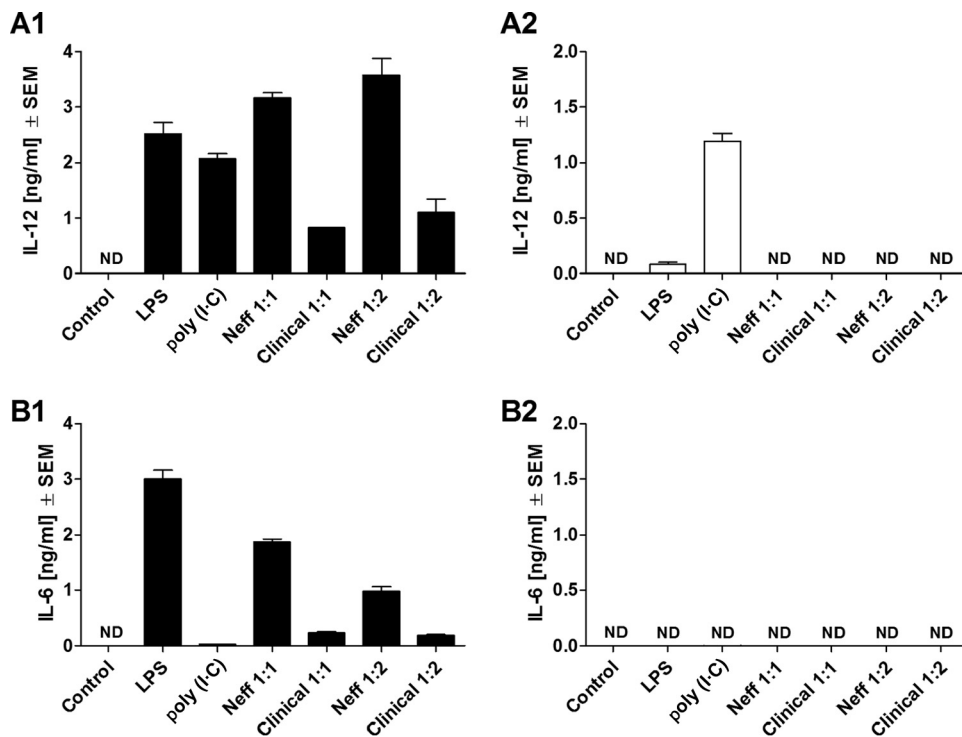 A1
IL-12 [ng/ml] ± SEM
4
3
2
1
0
ND
Control
LPS
poly (I·C)
Neff 1:1
Clinical 1:1
Neff 1:2
Clinical 1:2
A2
IL-12 [ng/ml] ± SEM
2.0
1.5
1.0
0.5
0.0
ND ND ND ND ND
Control
LPS
poly (I·C)
Neff 1:1
Clinical 1:1
Neff 1:2
Clinical 1:2
B1
IL-6 [ng/ml] ± SEM
4
3
2
1
0
ND
Control
LPS
poly (I·C)
Neff 1:1
Clinical 1:1
Neff 1:2
Clinical 1:2
B2
IL-6 [ng/ml] ± SEM
2.0
1.5
1.0
0.5
0.0
ND ND ND ND ND ND ND
Control
LPS
poly (I·C)
Neff 1:1
Clinical 1:1
Neff 1:2
Clinical 1:2